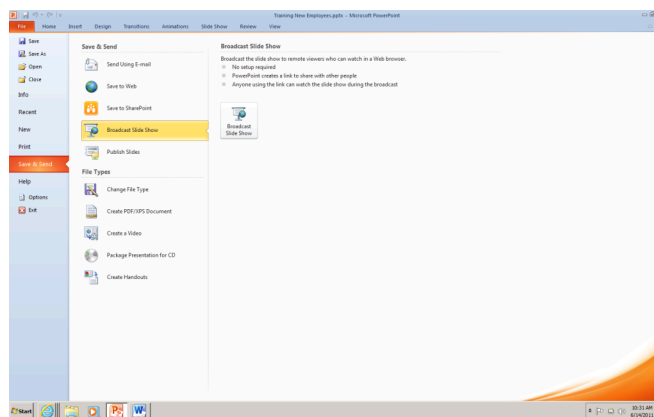 Training New Employees.pptx - Microsoft PowerPoint
File Home Insert Design Transitions Animations Slide Show Review View
Save
Save As
Open
Close
Info
Recent
New
Print
Save & Send
Help
Options
Exit
Save & Send
Send Using E-mail
Save to Web
Save to SharePoint
Broadcast Slide Show
Publish Slides
File Types
Change File Type
Create PDF/XPS Document
Create a Video
Package Presentation for CD
Create Handouts
Broadcast Slide Show
Broadcast the slide show to remote viewers who can watch in a Web browser.
No setup required
PowerPoint creates a link to share with other people
Anyone using the link can watch the slide show during the broadcast
Broadcast
Slide Show
Start
10:31 AM
6/14/2011